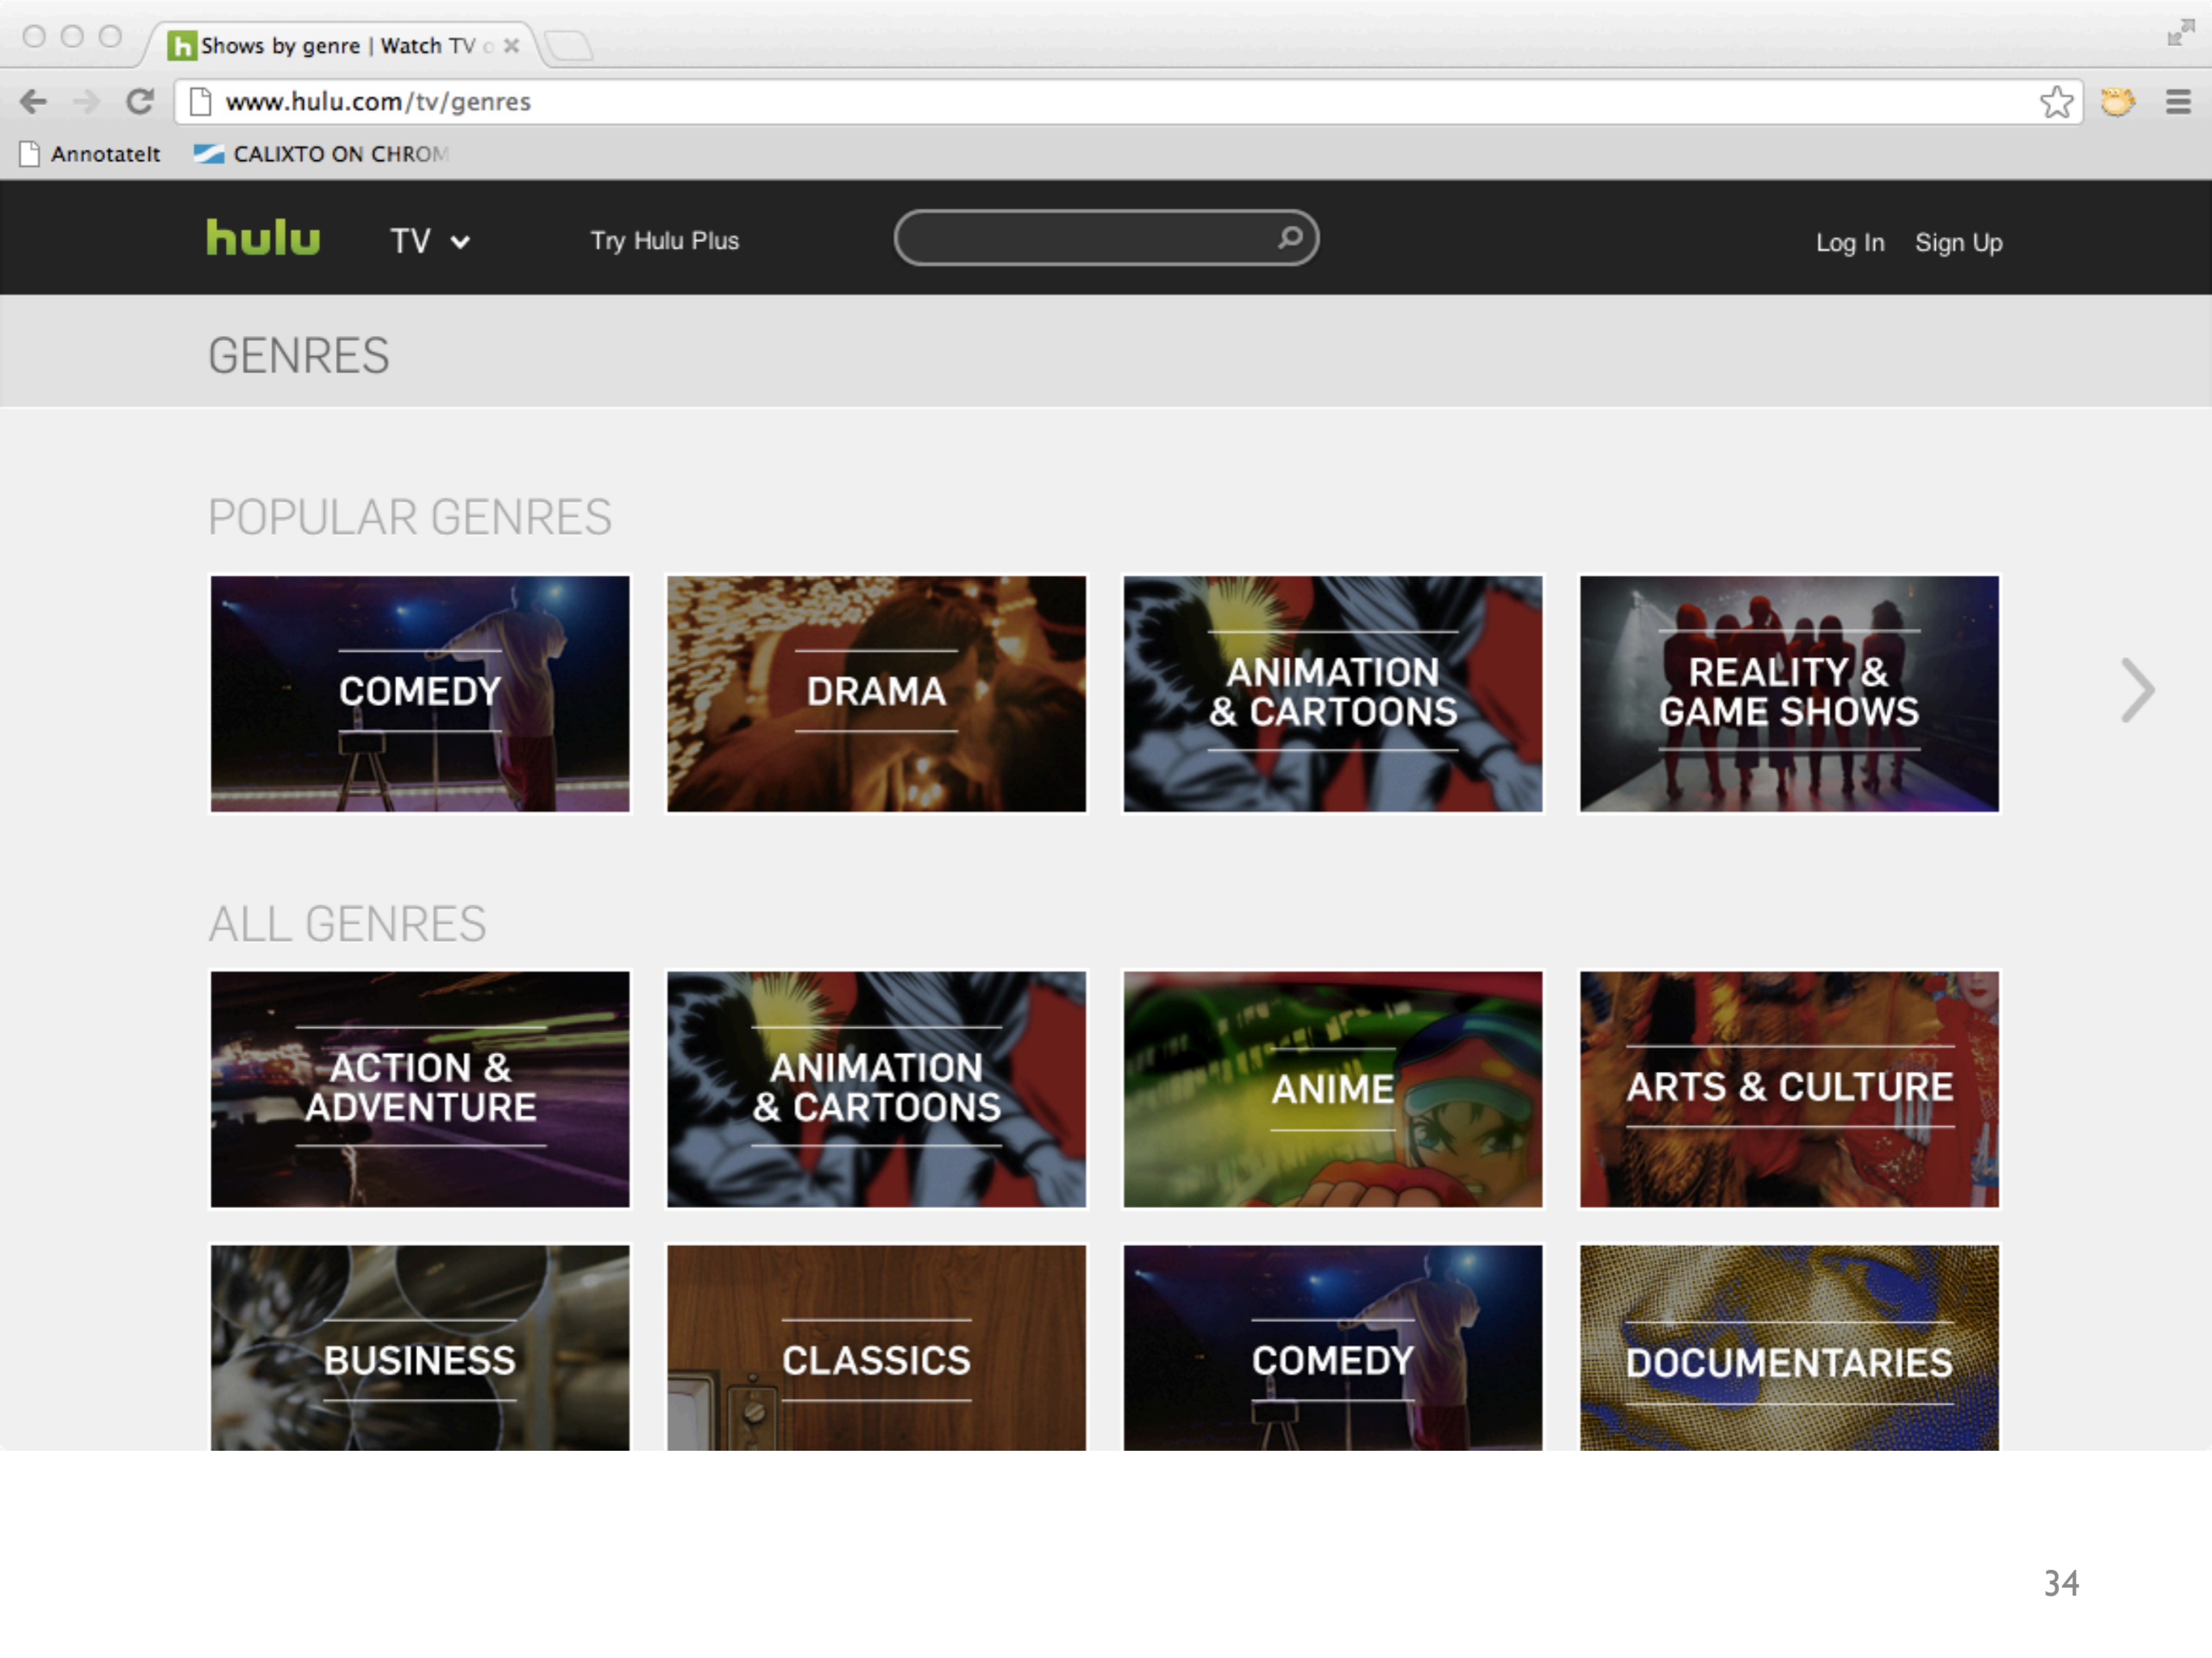 Shows by genre | Watch TV o
www.hulu.com/tv/genres
AnnotateIt CALIXTO ON CHROM
hulu TV Try Hulu Plus Log In Sign Up
GENRES
POPULAR GENRES
COMEDY
DRAMA
ANIMATION
& CARTOONS
REALITY &
GAME SHOWS
ALL GENRES
ACTION &
ADVENTURE
ANIMATION
& CARTOONS
ANIME
ARTS & CULTURE
BUSINESS
CLASSICS
COMEDY
DOCUMENTARIES
34